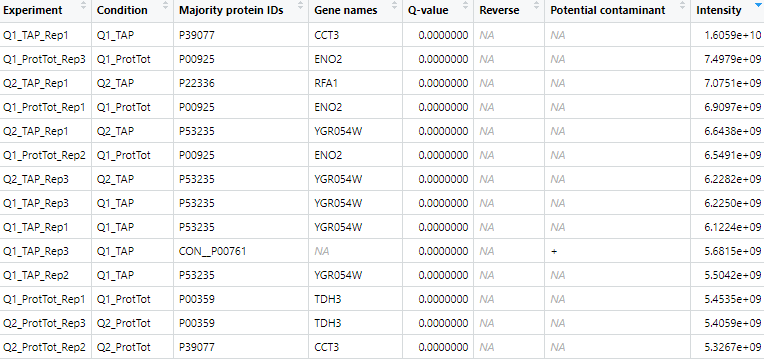 Experiment Condition Majority protein IDs Gene names Q-value Reverse Potential contaminant Intensity
Q1_TAP_Rep1 Q1_TAP P39077 CCT3 0.0000000 NA NA 1.6059e+10
Q1_ProtTot_Rep3 Q1_ProtTot P00925 ENO2 0.0000000 NA NA 7.4979e+09
Q2_TAP_Rep1 Q2_TAP P22336 RFA1 0.0000000 NA NA 7.0751e+09
Q1_ProtTot_Rep1 Q1_ProtTot P00925 ENO2 0.0000000 NA NA 6.9097e+09
Q2_TAP_Rep1 Q2_TAP P53235 YGR054W 0.0000000 NA NA 6.6438e+09
Q1_ProtTot_Rep2 Q1_ProtTot P00925 ENO2 0.0000000 NA NA 6.5491e+09
Q2_TAP_Rep3 Q2_TAP P53235 YGR054W 0.0000000 NA NA 6.2282e+09
Q1_TAP_Rep3 Q1_TAP P53235 YGR054W 0.0000000 NA NA 6.2250e+09
Q1_TAP_Rep1 Q1_TAP P53235 YGR054W 0.0000000 NA NA 6.1224e+09
Q1_TAP_Rep3 Q1_TAP CON__P00761 NA 0.0000000 NA + 5.6815e+09
Q1_TAP_Rep2 Q1_TAP P53235 YGR054W 0.0000000 NA NA 5.5042e+09
Q1_ProtTot_Rep1 Q1_ProtTot P00359 TDH3 0.0000000 NA NA 5.4535e+09
Q2_ProtTot_Rep3 Q2_ProtTot P00359 TDH3 0.0000000 NA NA 5.4059e+09
Q2_ProtTot_Rep2 Q2_ProtTot P39077 CCT3 0.0000000 NA NA 5.3267e+09